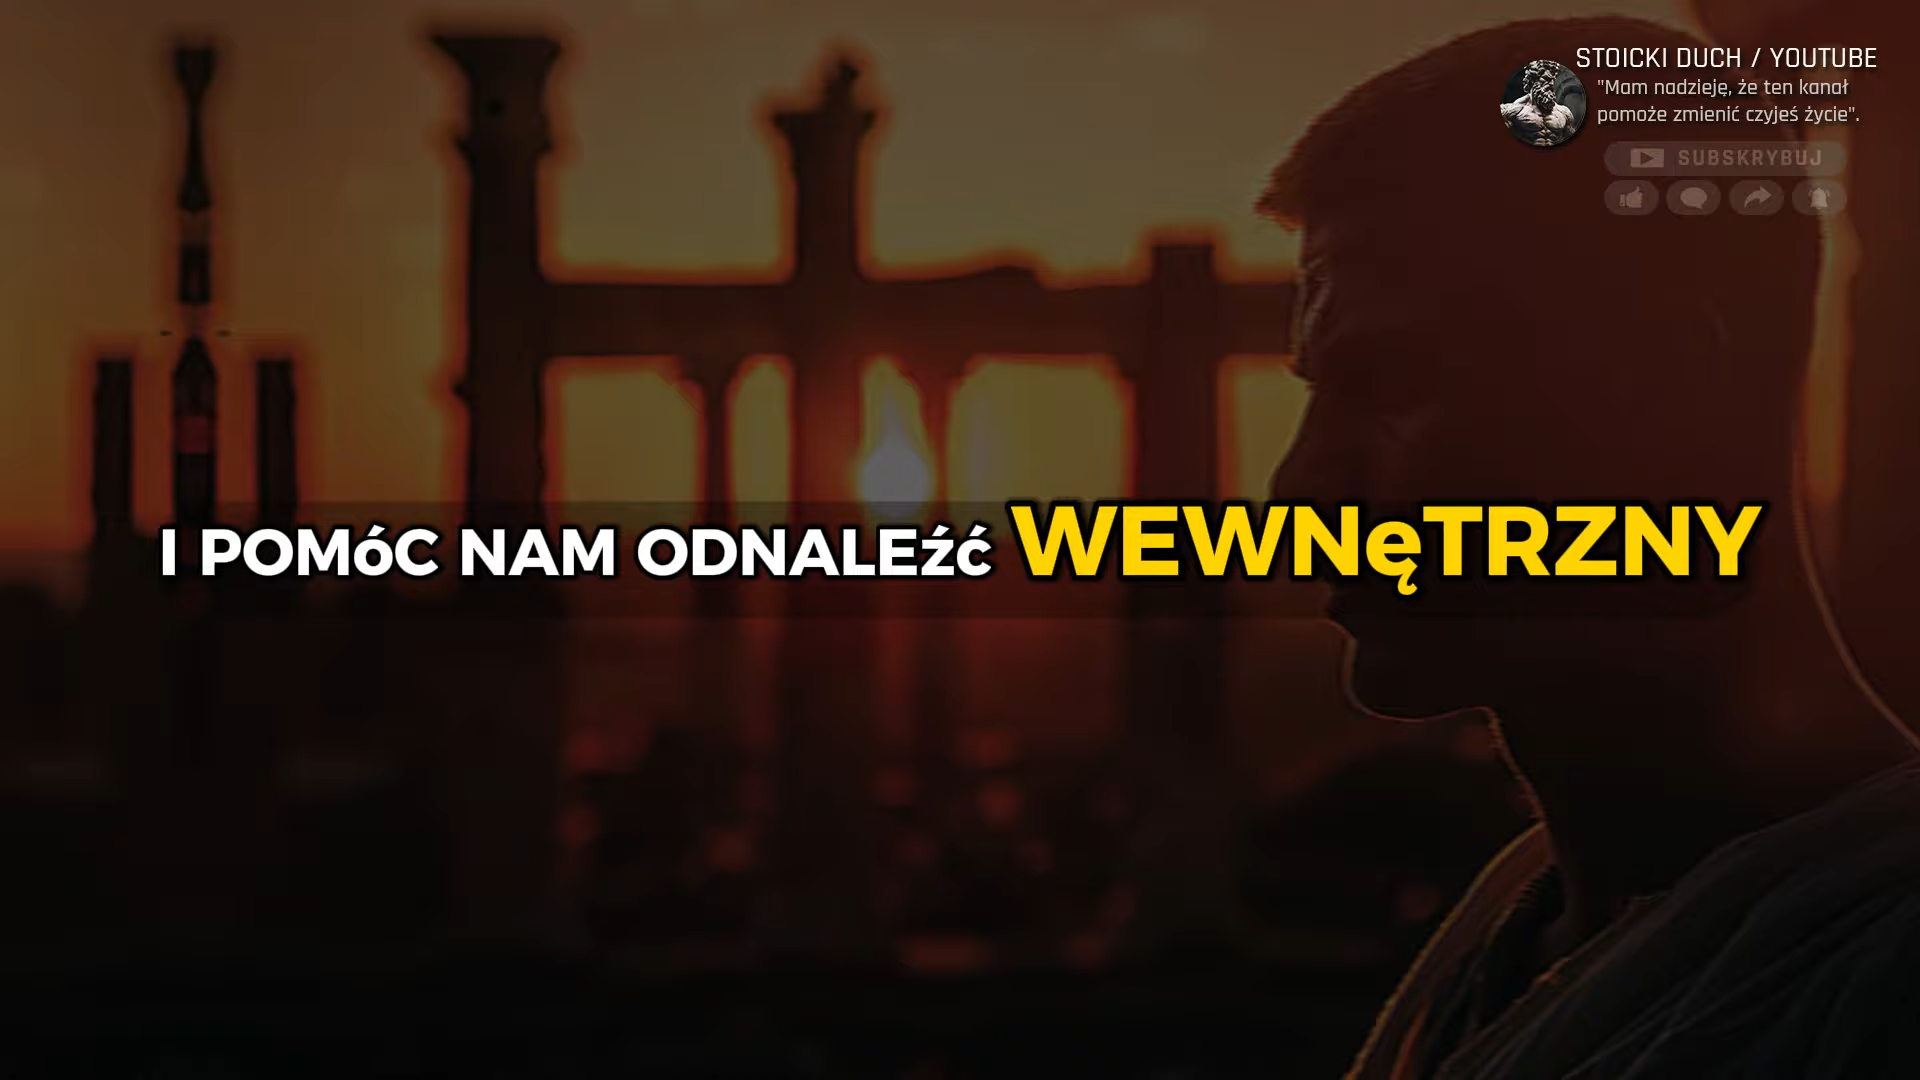 STOICKI DUCH / YOUTUBE
"Mam nadzieję, że ten kanał
pomoże zmienić czyjeś życie".
SUBSKRYBUJ
I POMóC NAM ODNALEźć WEWNęTRZNY